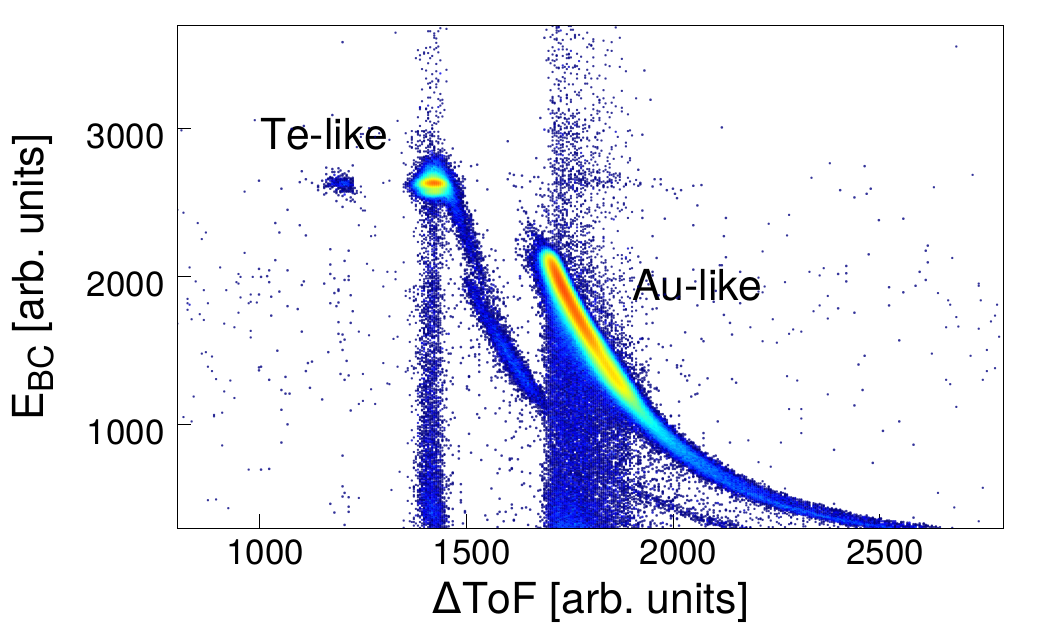 3000
Te-like
2000
Au-like
1000
E_BC [arb. units]
1000 1500 2000 2500
ΔToF [arb. units]